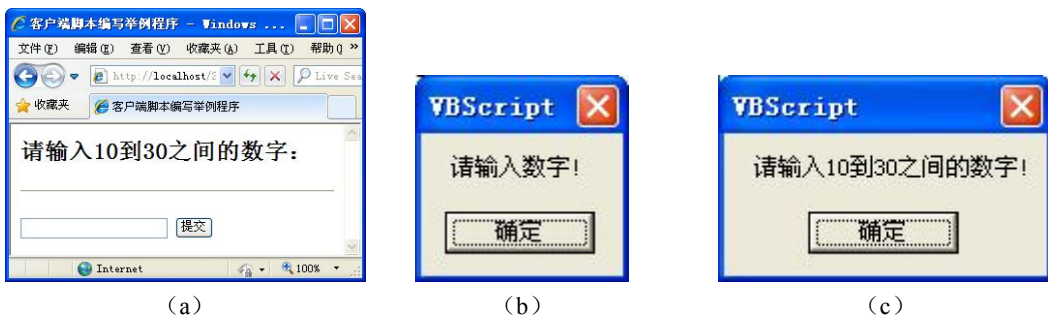 客户端脚本编写举例程序 - Windows ...
文件(F) 编辑(E) 查看(V) 收藏夹(A) 工具(T) 帮助( »
http://localhost/2
Live Sea
收藏夹 客户端脚本编写举例程序
请输入10到30之间的数字：
提交
Internet 100%
VBScript
请输入数字!
确定
VBScript
请输入10到30之间的数字!
确定
（a） （b） （c）